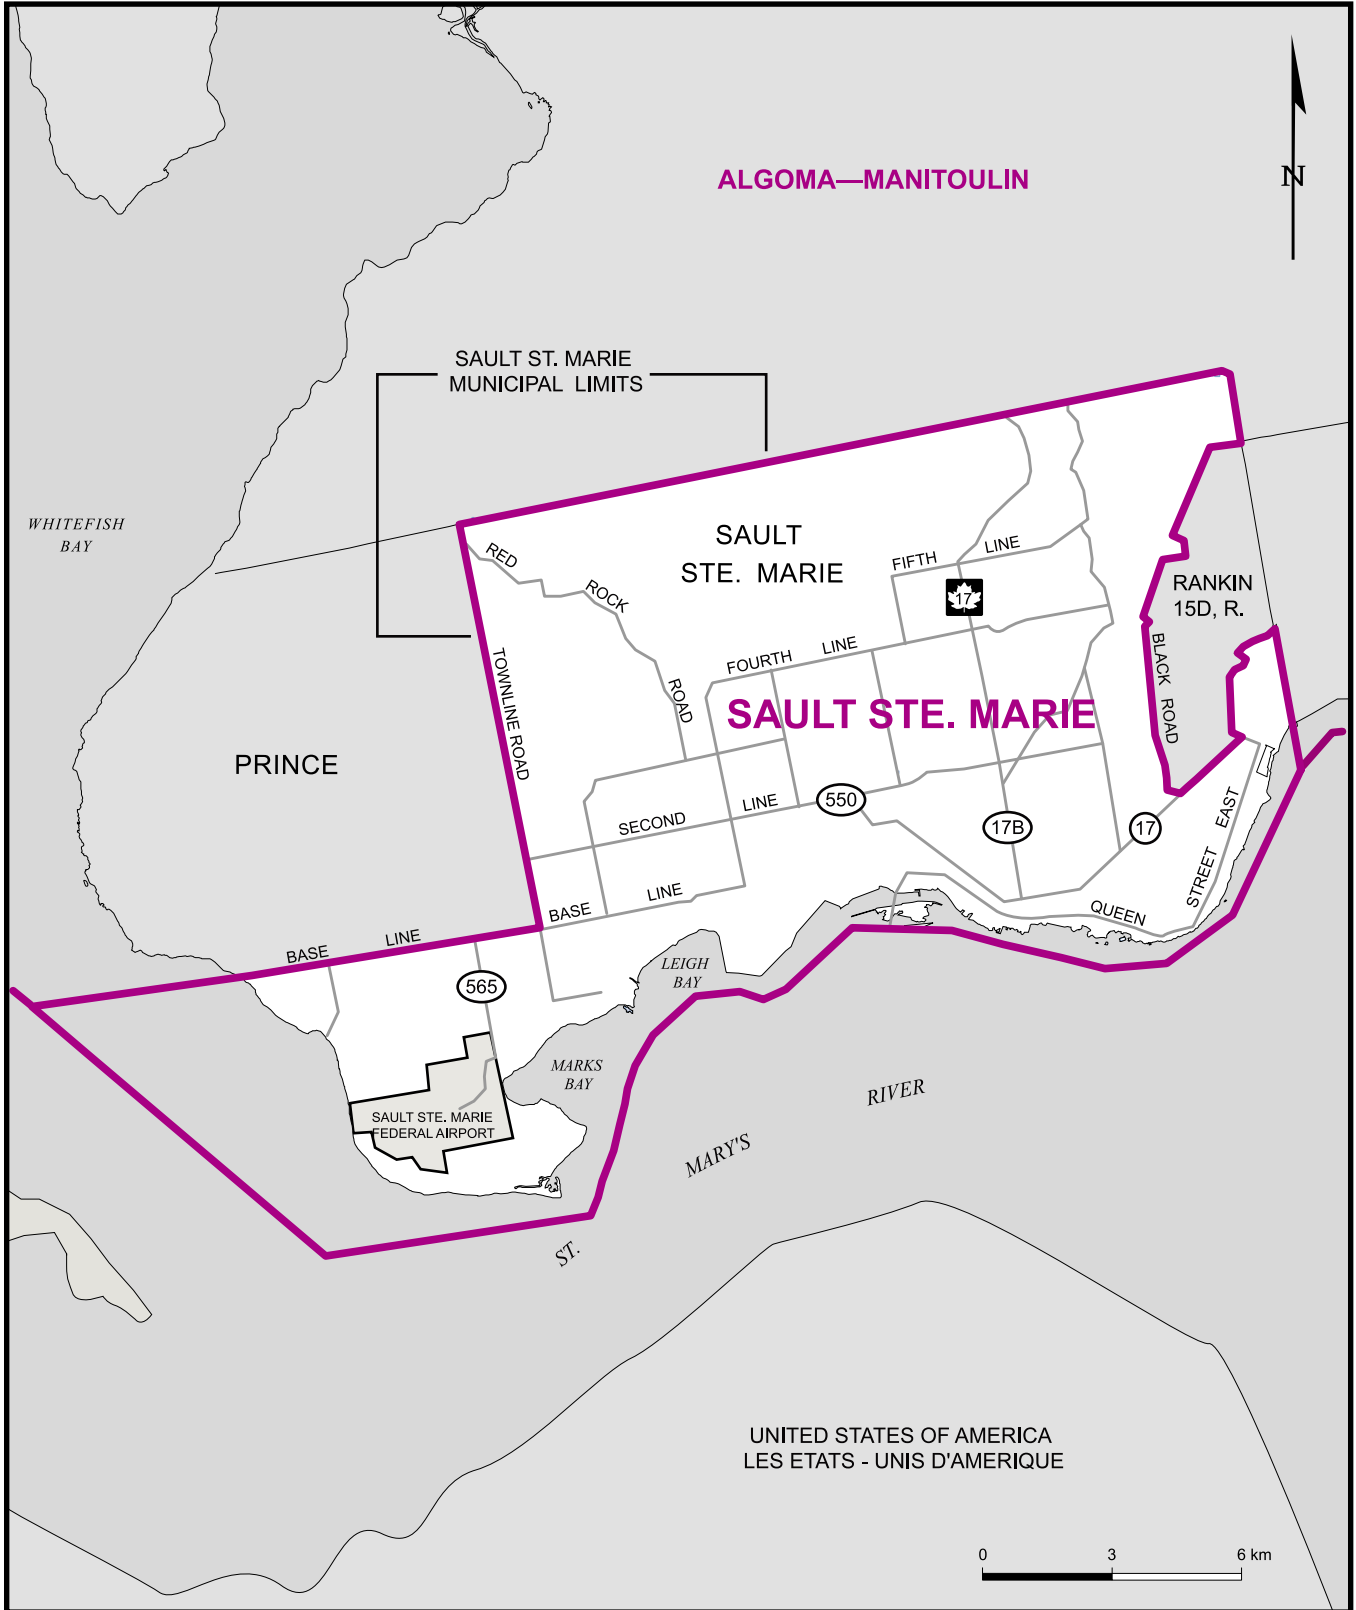 ALGOMA—MANITOULIN
N
SAULT ST. MARIE
MUNICIPAL LIMITS
WHITEFISH
BAY
SAULT
STE. MARIE
RED
ROCK
ROAD
FIFTH
LINE
17
RANKIN
15D, R.
TOWNLINE ROAD
FOURTH
LINE
BLACK ROAD
SAULT STE. MARIE
PRINCE
SECOND
LINE
550
17B
17
STREET EAST
QUEEN
BASE
LINE
BASE
LINE
565
LEIGH
BAY
MARKS
BAY
SAULT STE. MARIE
FEDERAL AIRPORT
ST.
MARY'S
RIVER
UNITED STATES OF AMERICA
LES ETATS - UNIS D'AMERIQUE
0
3
6 km